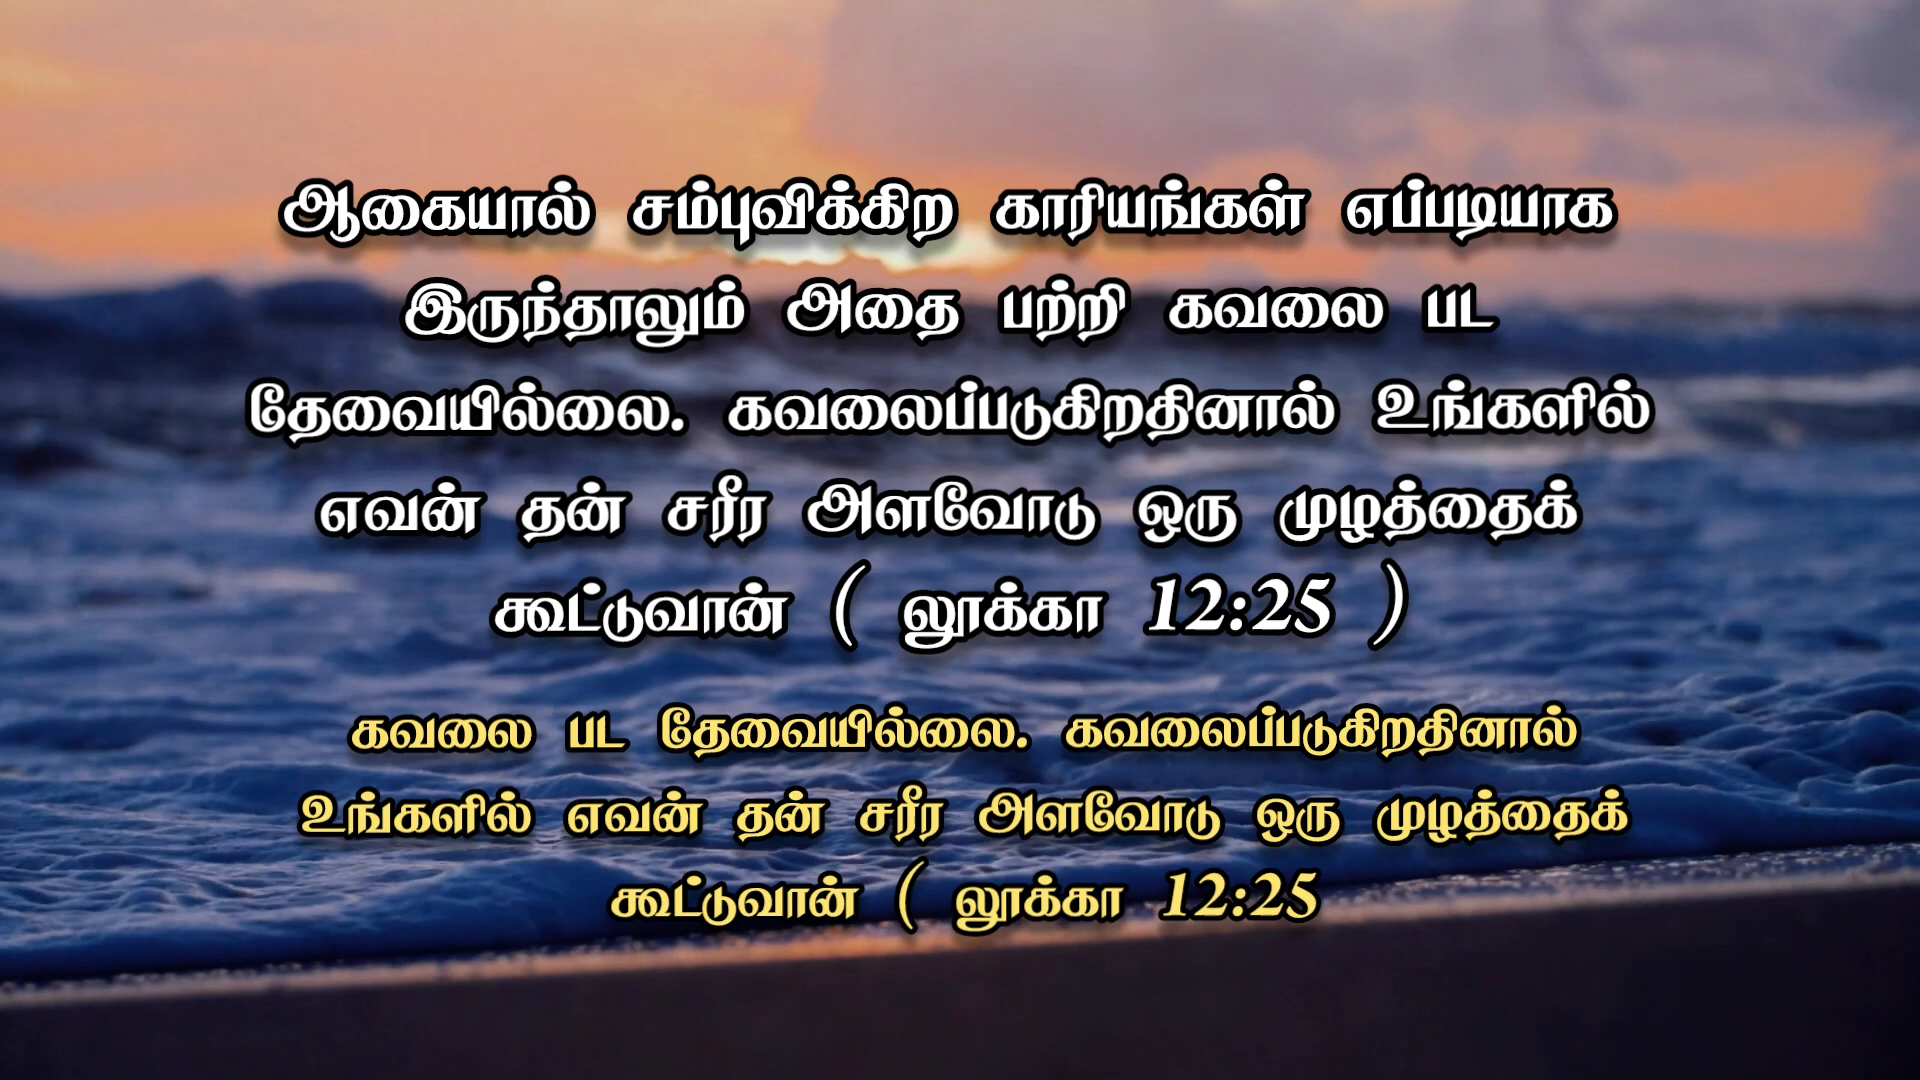 ஆகையால் சம்புவிக்கிற காரியங்கள் எப்படியாக
இருந்தாலும் அதை பற்றி கவலை பட
தேவையில்லை. கவலைப்படுகிறதினால் உங்களில்
எவன் தன் சரீர அளவோடு ஒரு முழத்தைக்
கூட்டுவான் ( லூக்கா 12:25 )
கவலை பட தேவையில்லை. கவலைப்படுகிறதினால்
உங்களில் எவன் தன் சரீர அளவோடு ஒரு முழத்தைக்
கூட்டுவான் ( லூக்கா 12:25